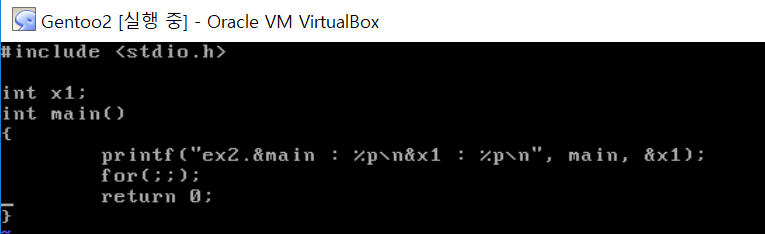 Gentoo2 [실행 중] - Oracle VM VirtualBox
#include <stdio.h>
int x1;
int main()
{
        printf("ex2.&main : %p\n&x1 : %p\n", main, &x1);
        for(;;);
        return 0;
}
~